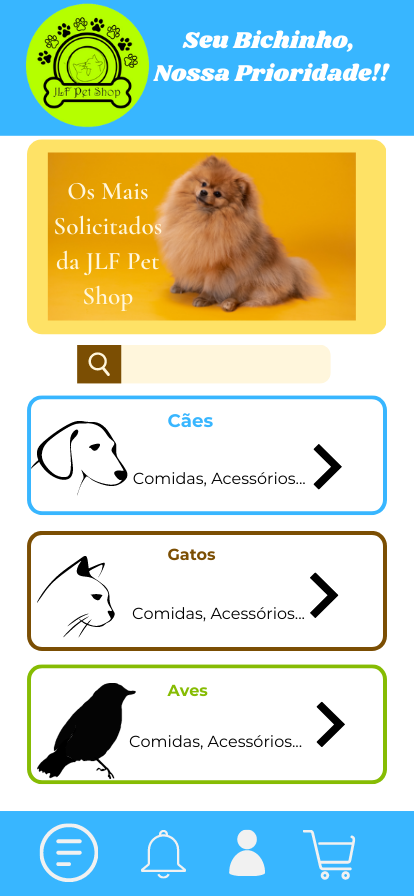 JLF Pet Shop
Seu Bichinho,
Nossa Prioridade!!
Os Mais
Solicitados
da JLF Pet
Shop
Cães
Comidas, Acessórios...
Gatos
Comidas, Acessórios...
Aves
Comidas, Acessórios...